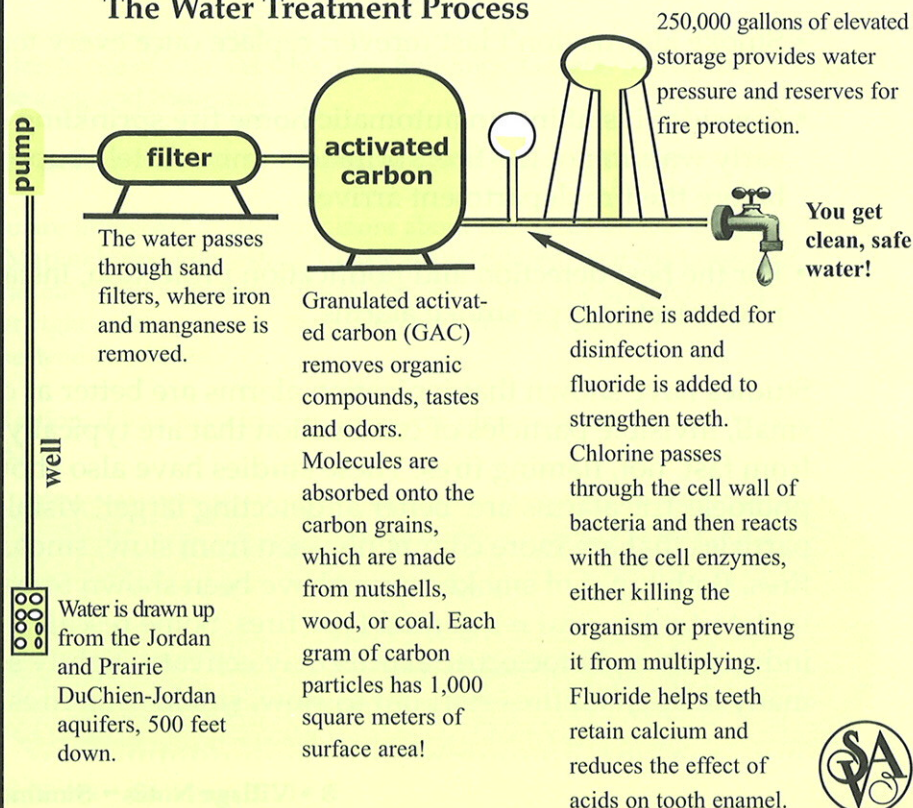 The Water Treatment Process
250,000 gallons of elevated
storage provides water
pressure and reserves for
fire protection.
pump
filter
activated
carbon
You get
clean, safe
water!
The water passes
through sand
filters, where iron
and manganese is
removed.
Granulated activat-
ed carbon (GAC)
removes organic
compounds, tastes
and odors.
Molecules are
absorbed onto the
carbon grains,
which are made
from nutshells,
wood, or coal. Each
gram of carbon
particles has 1,000
square meters of
surface area!
Chlorine is added for
disinfection and
fluoride is added to
strengthen teeth.
Chlorine passes
through the cell wall of
bacteria and then reacts
with the cell enzymes,
either killing the
organism or preventing
it from multiplying.
Fluoride helps teeth
retain calcium and
reduces the effect of
acids on tooth enamel.
well
Water is drawn up
from the Jordan
and Prairie
DuChien-Jordan
aquifers, 500 feet
down.
SAV